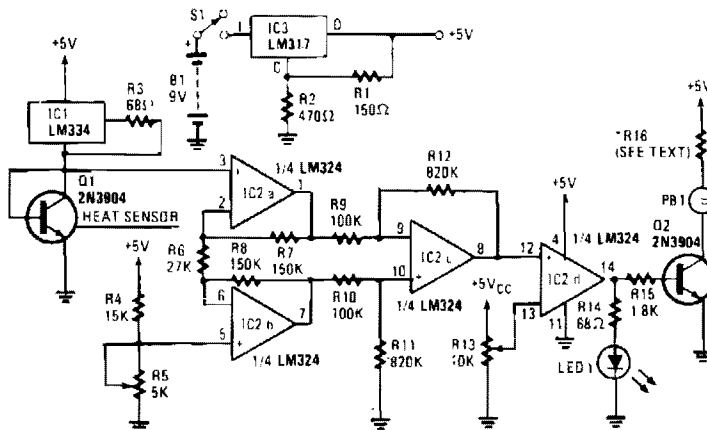 S1
I
IC3
LM317
O
+5V
C
+
B1
9V
R1
150Ω
R2
470Ω
+5V
IC1
LM334
R3
68Ω
Q1
2N3904
HEAT SENSOR
3
+
2
-
IC2 a
1
1/4 LM324
R6
27K
R8
150K
R7
150K
R9
100K
R12
820K
6
-
5
+
IC2 b
7
1/4 LM324
R10
100K
R11
820K
9
-
10
+
IC2 c
8
1/4 LM324
+5V
R4
15K
R5
5K
+5VCC
R13
10K
+5V
4
1/4 LM324
12
+
13
-
IC2 d
14
11
R14
68Ω
LED1
R15
1.8K
+5V
*R16
(SEE TEXT)
PB1
Q2
2N3904